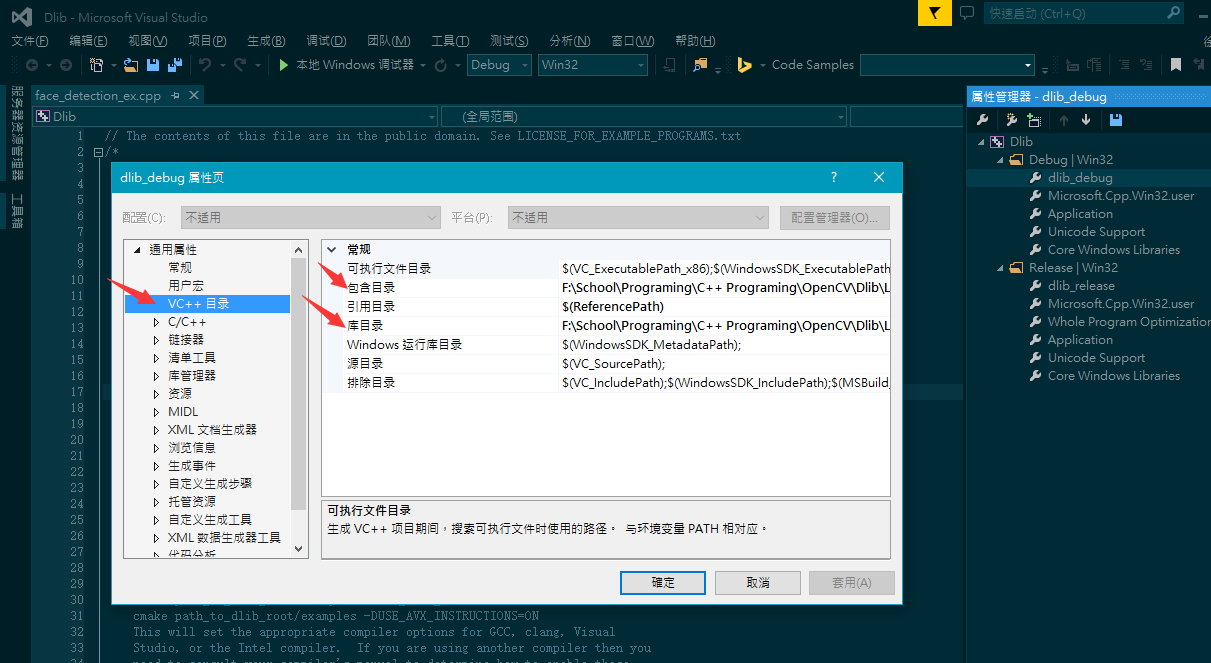 Dlib - Microsoft Visual Studio
快速启动 (Ctrl+Q)
文件(F) 编辑(E) 视图(V) 项目(P) 生成(B) 调试(D) 团队(M) 工具(T) 测试(S) 分析(N) 窗口(W) 帮助(H)
本地 Windows 调试器 Debug Win32 Code Samples
服务器资源管理器
工具箱
face_detection_ex.cpp
Dlib (全局范围)
1 // The contents of this file are in the public domain. See LICENSE_FOR_EXAMPLE_PROGRAMS.txt
2 /*
3
4
5
6
7
8
9
10
11
12
13
14
15
16
17
18
19
20
21
22
23
24
25
26
27
28
29
30
31 cmake path_to_dlib_root/examples -DUSE_AVX_INSTRUCTIONS=ON
32 This will set the appropriate compiler options for GCC, clang, Visual
33 Studio, or the Intel compiler. If you are using another compiler then you
dlib_debug 属性页
?
配置(C): 不适用 平台(P): 不适用 配置管理器(O)...
通用属性
常规
用户宏
VC++ 目录
C/C++
链接器
清单工具
库管理器
资源
MIDL
XML 文档生成器
浏览信息
生成事件
自定义生成步骤
托管资源
自定义生成工具
XML 数据生成器工具
代码分析
常规
可执行文件目录 $(VC_ExecutablePath_x86);$(WindowsSDK_ExecutablePath
包含目录 F:\School\Programing\C++ Programing\OpenCV\Dlib\L
引用目录 $(ReferencePath)
库目录 F:\School\Programing\C++ Programing\OpenCV\Dlib\L
Windows 运行库目录 $(WindowsSDK_MetadataPath);
源目录 $(VC_SourcePath);
排除目录 $(VC_IncludePath);$(WindowsSDK_IncludePath);$(MSBuild_
可执行文件目录
生成 VC++ 项目期间，搜索可执行文件时使用的路径。 与环境变量 PATH 相对应。
確定 取消 套用(A)
属性管理器 - dlib_debug
Dlib
Debug | Win32
dlib_debug
Microsoft.Cpp.Win32.user
Application
Unicode Support
Core Windows Libraries
Release | Win32
dlib_release
Microsoft.Cpp.Win32.user
Whole Program Optimization
Application
Unicode Support
Core Windows Libraries